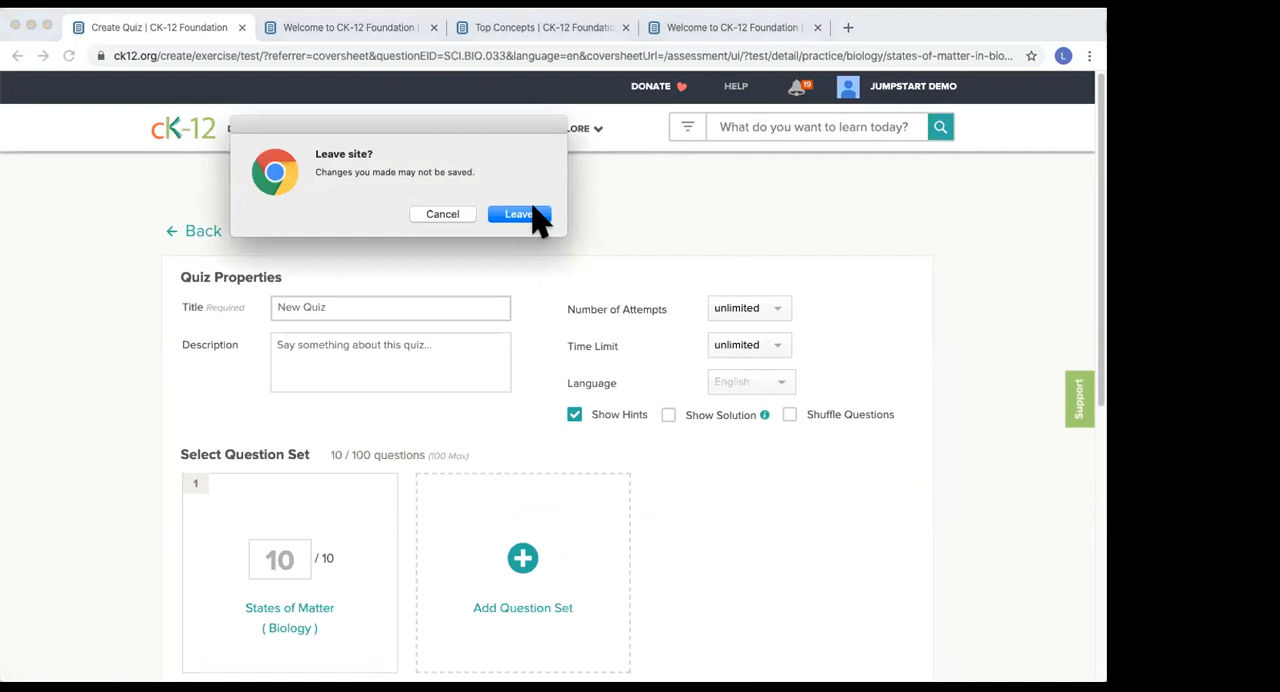 Create Quiz | CK-12 Foundation
Welcome to CK-12 Foundation |
Top Concepts | CK-12 Foundatio
Welcome to CK-12 Foundation |
ck12.org/create/exercise/test/?referrer=coversheet&questionEID=SCI.BIO.033&language=en&coversheetUrl=/assessment/ui/?test/detail/practice/biology/states-of-matter-in-bio...
L
DONATE
HELP
19
JUMPSTART DEMO
cK-12
LORE
What do you want to learn today?
Leave site?
Changes you made may not be saved.
Cancel
Leave
← Back
Quiz Properties
Title Required
New Quiz
Number of Attempts
unlimited
Description
Say something about this quiz...
Time Limit
unlimited
Language
English
Show Hints
Show Solution
Shuffle Questions
Support
Select Question Set
10 / 100 questions (100 Max)
1
10 / 10
States of Matter
( Biology )
Add Question Set